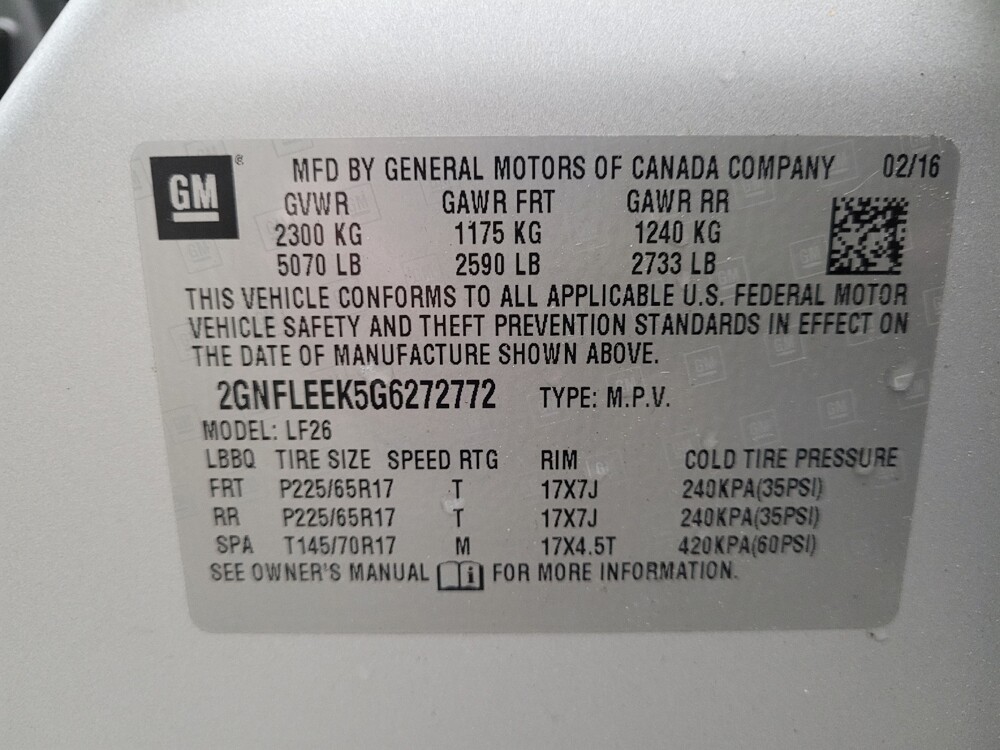 GM ® MFD BY GENERAL MOTORS OF CANADA COMPANY 02/16
GVWR GAWR FRT GAWR RR
2300 KG 1175 KG 1240 KG
5070 LB 2590 LB 2733 LB
THIS VEHICLE CONFORMS TO ALL APPLICABLE U.S. FEDERAL MOTOR
VEHICLE SAFETY AND THEFT PREVENTION STANDARDS IN EFFECT ON
THE DATE OF MANUFACTURE SHOWN ABOVE.
2GNFLEEK5G6272772 TYPE: M.P.V.
MODEL: LF26
LBBQ TIRE SIZE SPEED RTG RIM COLD TIRE PRESSURE
FRT P225/65R17 T 17X7J 240KPA(35PSI)
RR P225/65R17 T 17X7J 240KPA(35PSI)
SPA T145/70R17 M 17X4.5T 420KPA(60PSI)
SEE OWNER'S MANUAL i FOR MORE INFORMATION.